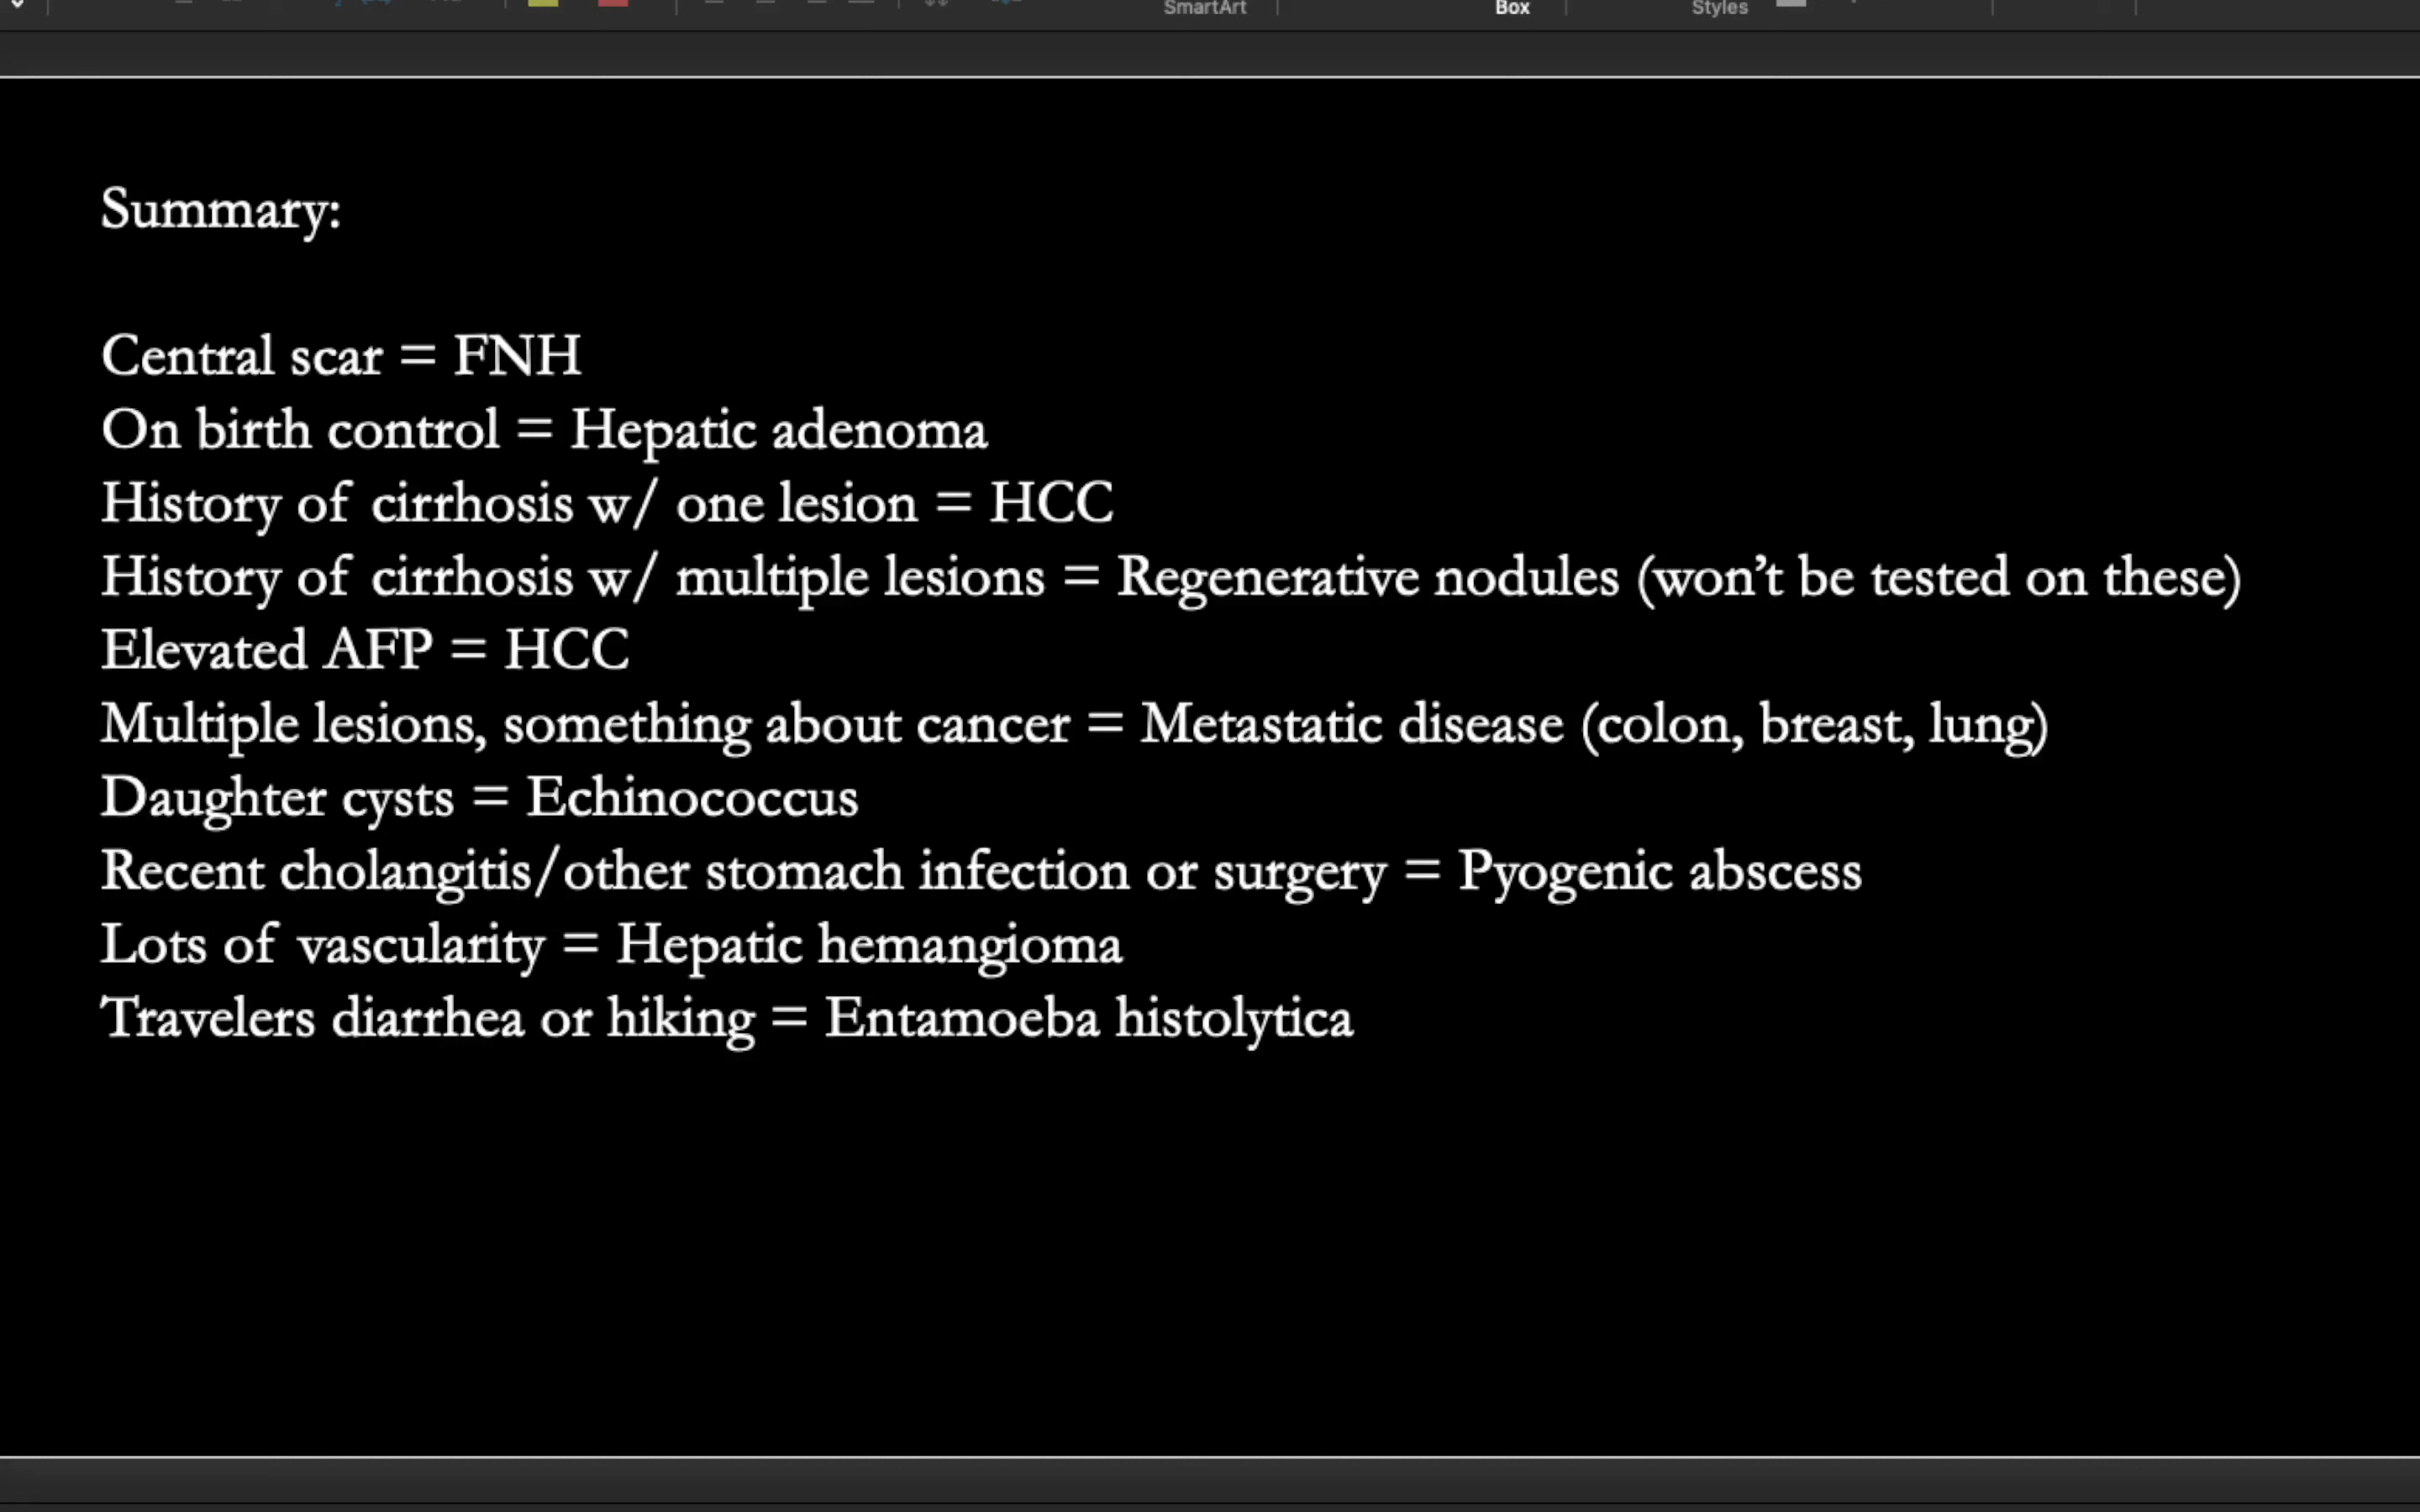 SmartArt Box Styles
Summary:
Central scar = FNH
On birth control = Hepatic adenoma
History of cirrhosis w/ one lesion = HCC
History of cirrhosis w/ multiple lesions = Regenerative nodules (won’t be tested on these)
Elevated AFP = HCC
Multiple lesions, something about cancer = Metastatic disease (colon, breast, lung)
Daughter cysts = Echinococcus
Recent cholangitis/other stomach infection or surgery = Pyogenic abscess
Lots of vascularity = Hepatic hemangioma
Travelers diarrhea or hiking = Entamoeba histolytica